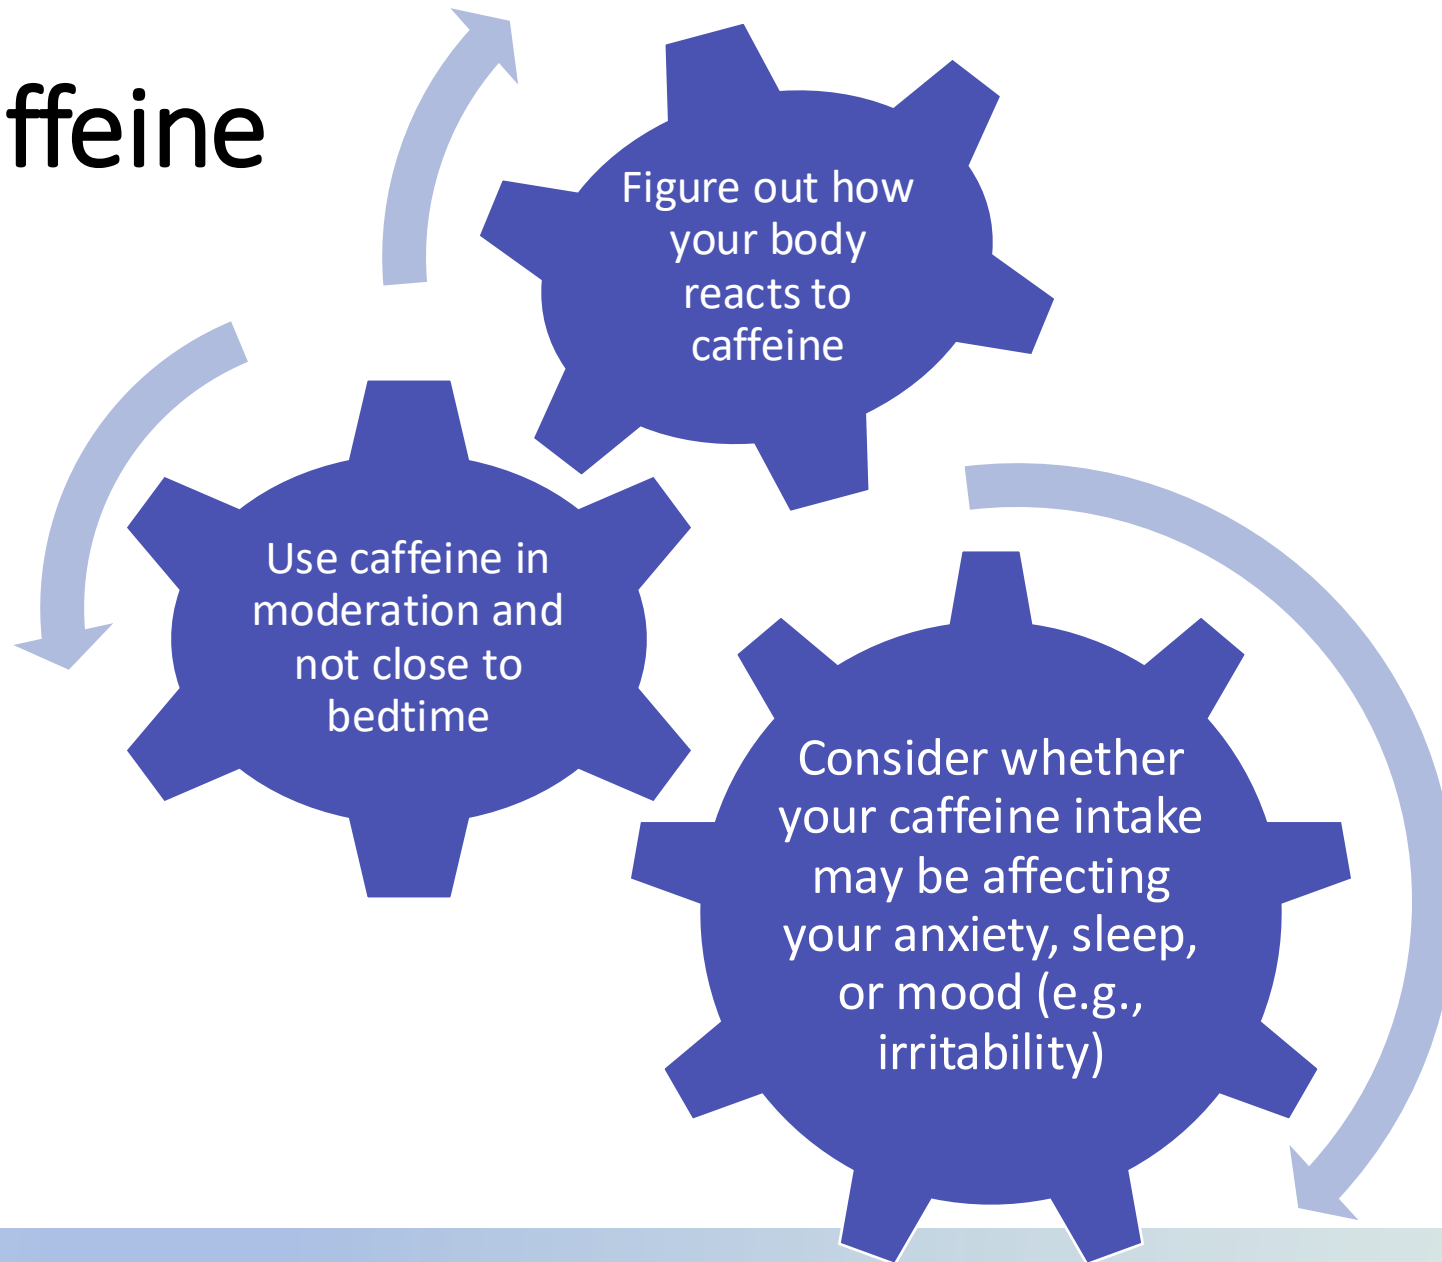 ffeine
Figure out how
your body
reacts to
caffeine
Use caffeine in
moderation and
not close to
bedtime
Consider whether
your caffeine intake
may be affecting
your anxiety, sleep,
or mood (e.g.,
irritability)